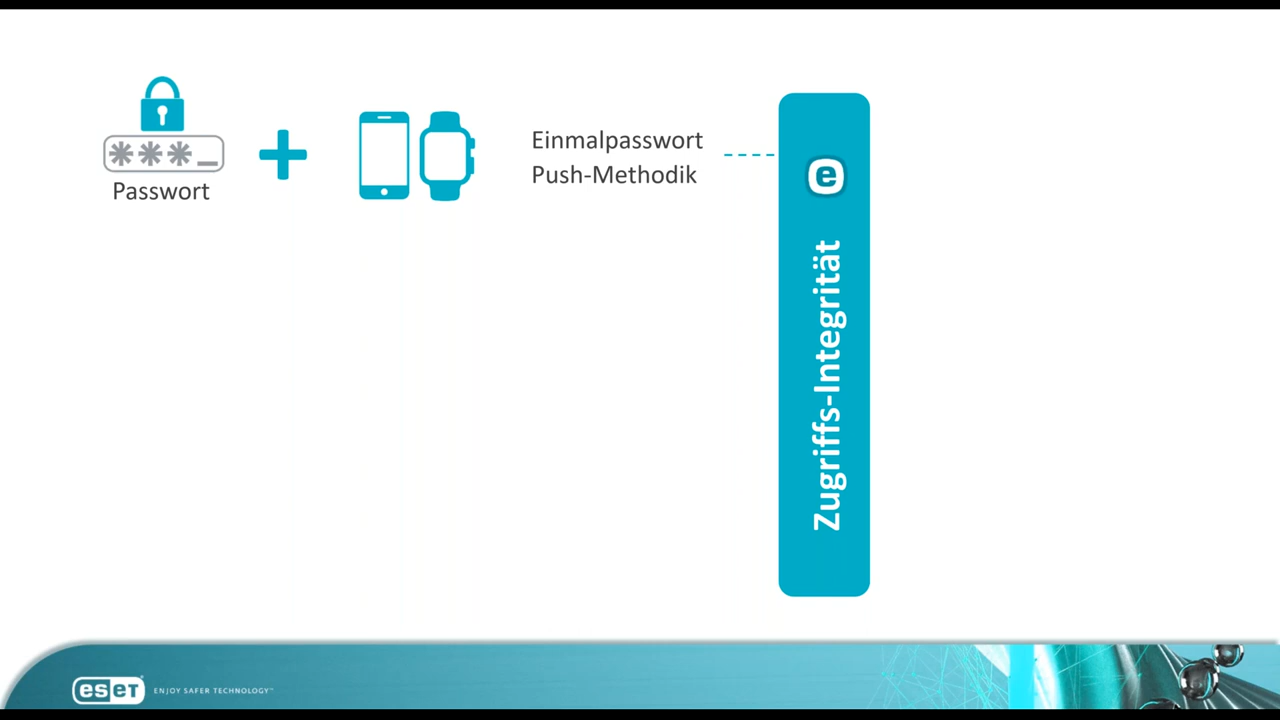 ***_
Passwort
Einmalpasswort
Push-Methodik
e
Zugriffs-Integrität
eseT
ENJOY SAFER TECHNOLOGY™